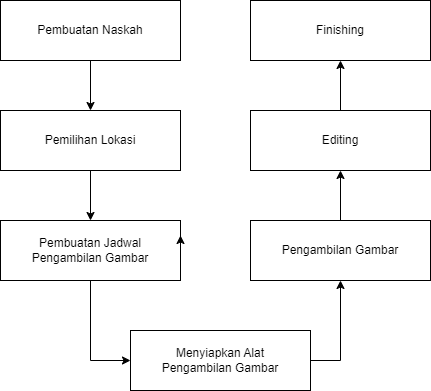 Pembuatan Naskah
Pemilihan Lokasi
Pembuatan Jadwal
Pengambilan Gambar
Menyiapkan Alat
Pengambilan Gambar
Pengambilan Gambar
Editing
Finishing